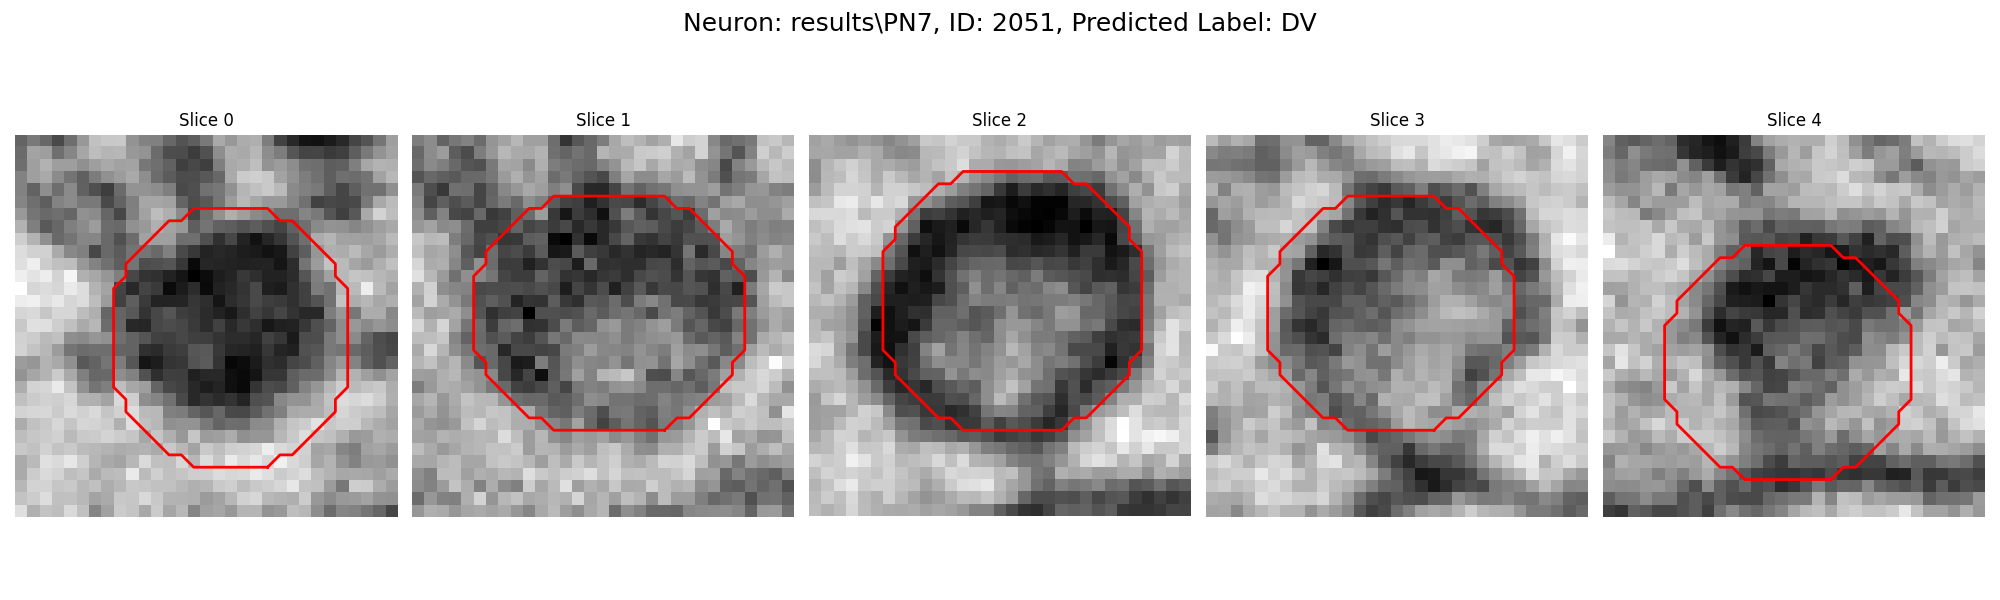 Neuron: results\PN7, ID: 2051, Predicted Label: DV
Slice 0
Slice 1
Slice 2
Slice 3
Slice 4